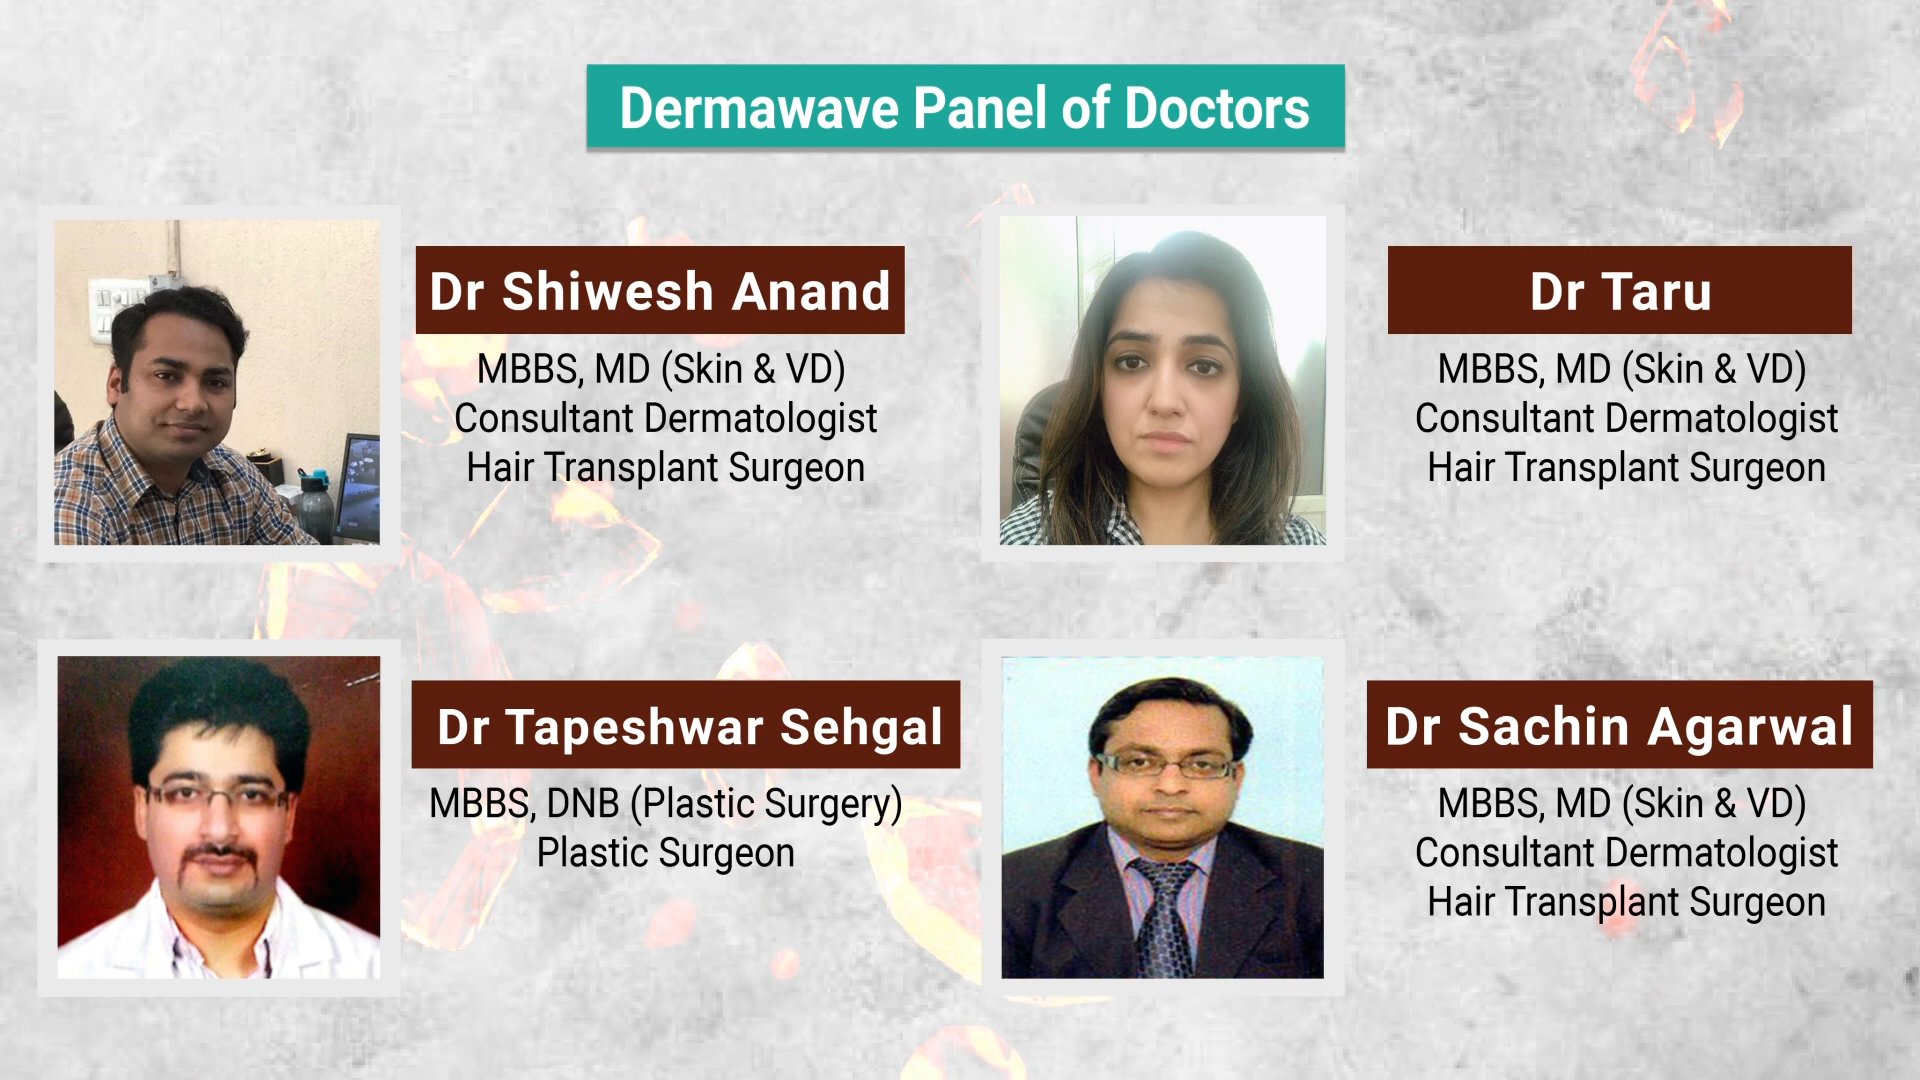 Dermawave Panel of Doctors
Dr Shiwesh Anand
MBBS, MD (Skin & VD)
Consultant Dermatologist
Hair Transplant Surgeon
Dr Taru
MBBS, MD (Skin & VD)
Consultant Dermatologist
Hair Transplant Surgeon
Dr Tapeshwar Sehgal
MBBS, DNB (Plastic Surgery)
Plastic Surgeon
Dr Sachin Agarwal
MBBS, MD (Skin & VD)
Consultant Dermatologist
Hair Transplant Surgeon